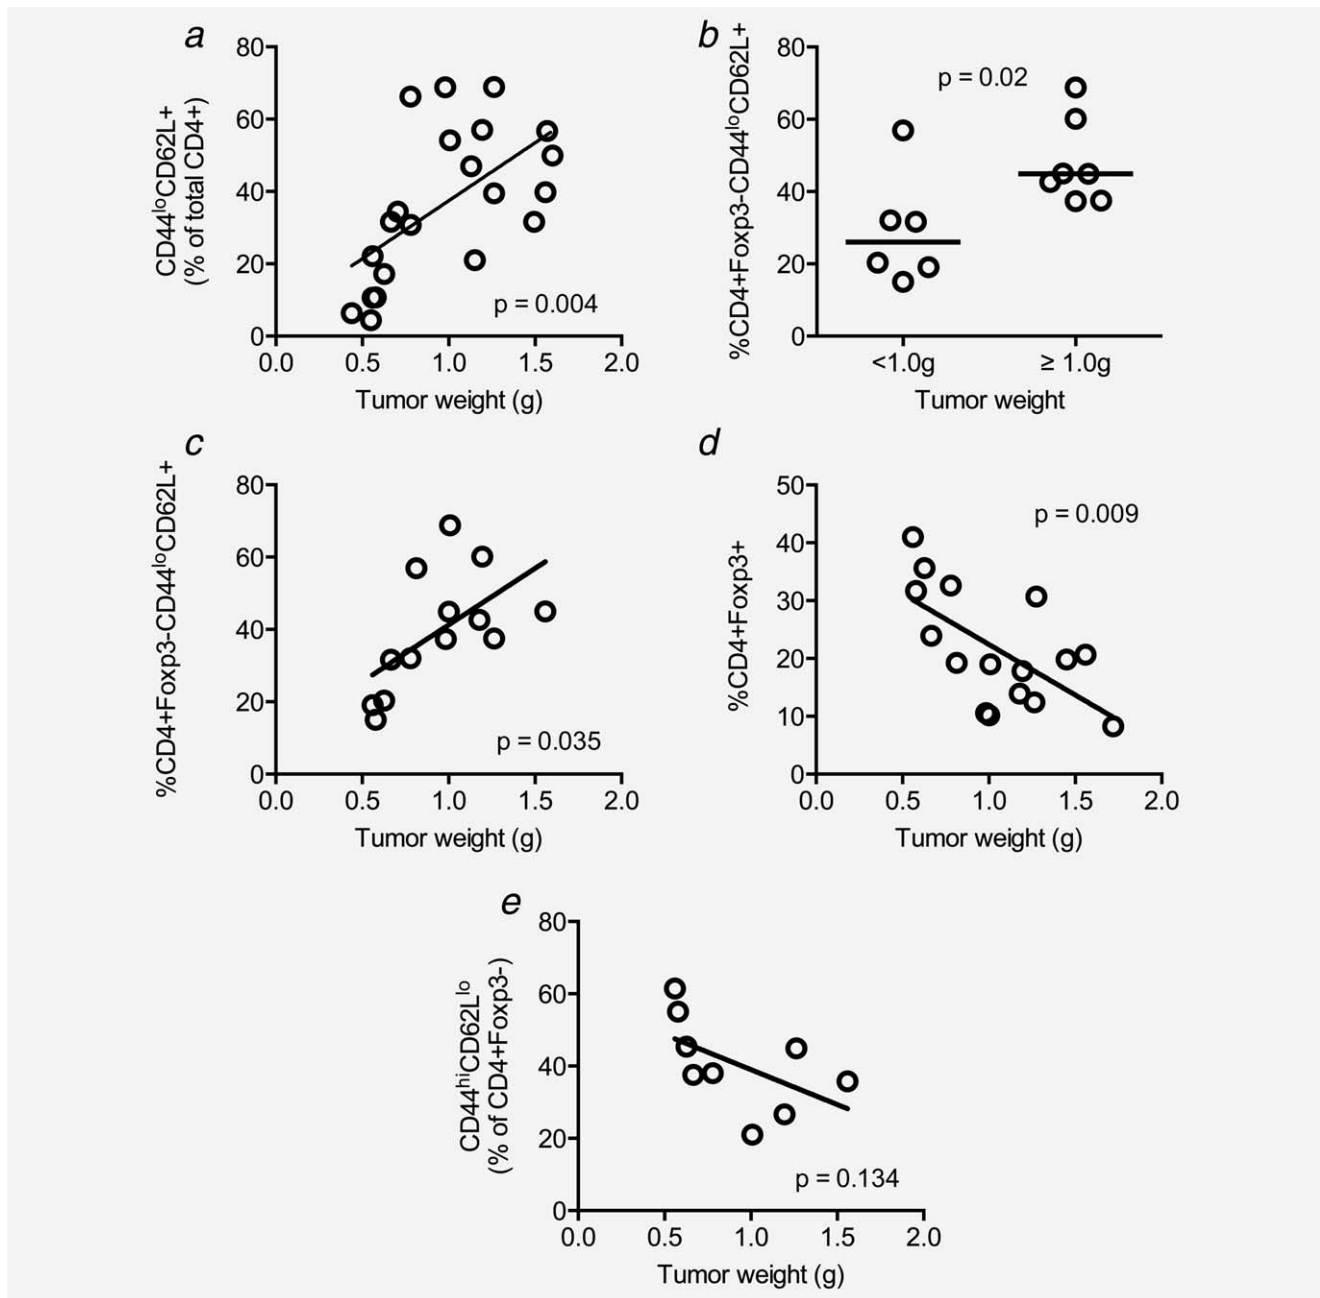 a
CD44loCD62L+
(% of total CD4+)
80
60
40
20
0
p = 0.004
0.0 0.5 1.0 1.5 2.0
Tumor weight (g)
b
%CD4+Foxp3-CD44loCD62L+
80
60
40
20
0
p = 0.02
<1.0g ≥ 1.0g
Tumor weight
c
%CD4+Foxp3-CD44loCD62L+
80
60
40
20
0
p = 0.035
0.0 0.5 1.0 1.5 2.0
Tumor weight (g)
d
%CD4+Foxp3+
50
40
30
20
10
0
p = 0.009
0.0 0.5 1.0 1.5 2.0
Tumor weight (g)
e
CD44hiCD62Llo
(% of CD4+Foxp3-)
80
60
40
20
0
p = 0.134
0.0 0.5 1.0 1.5 2.0
Tumor weight (g)